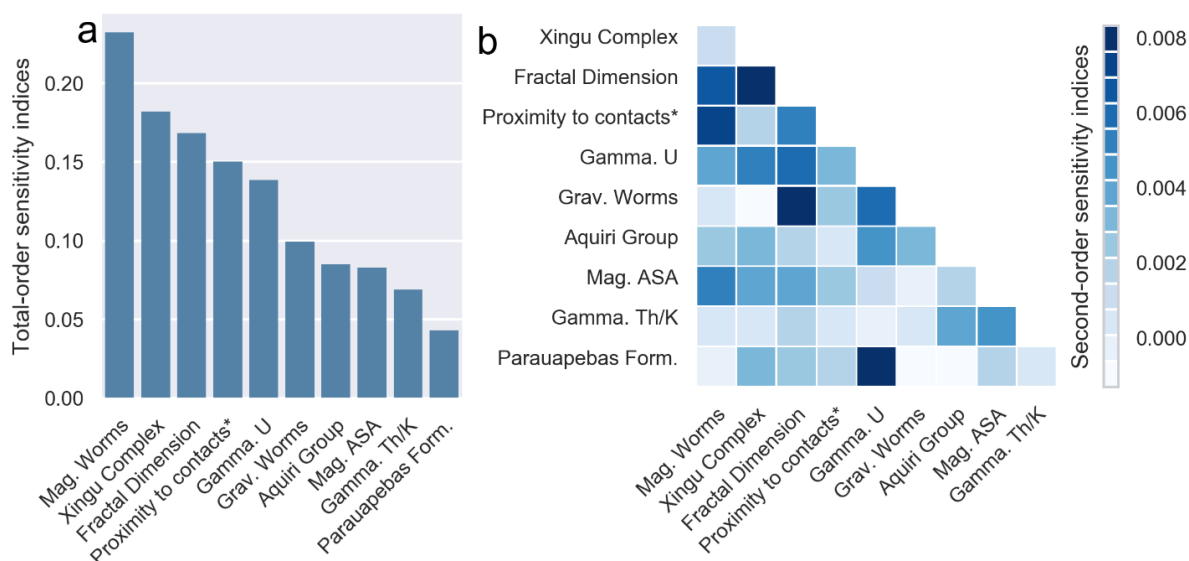 a
Total-order sensitivity indices
0.20
0.15
0.10
0.05
0.00
Mag. Worms
Xingu Complex
Fractal Dimension
Proximity to contacts*
Gamma. U
Grav. Worms
Aquiri Group
Mag. ASA
Gamma. Th/K
Parauapebas Form.
b
Xingu Complex
Fractal Dimension
Proximity to contacts*
Gamma. U
Grav. Worms
Aquiri Group
Mag. ASA
Gamma. Th/K
Parauapebas Form.
Mag. Worms
Xingu Complex
Fractal Dimension
Proximity to contacts*
Gamma. U
Grav. Worms
Aquiri Group
Mag. ASA
Gamma. Th/K
Second-order sensitivity indices
0.008
0.006
0.004
0.002
0.000